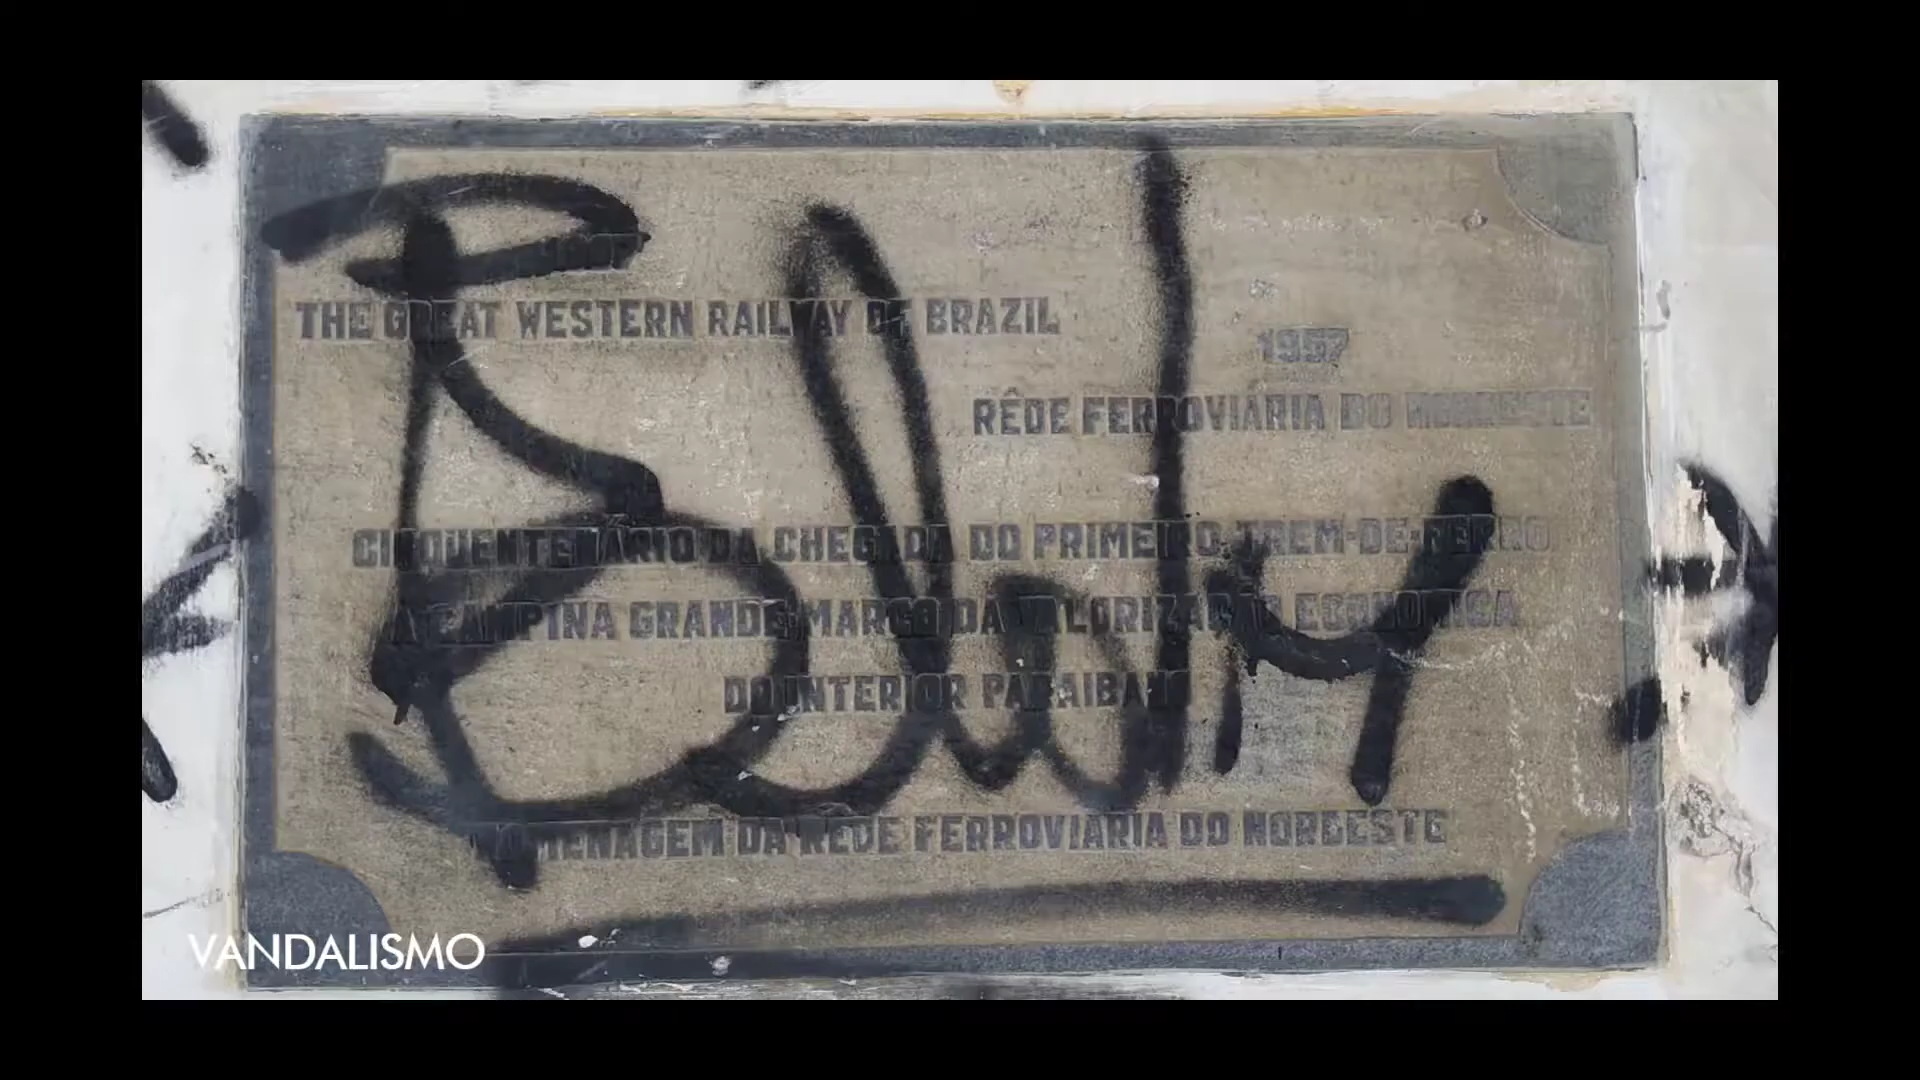 THE GREAT WESTERN RAILWAY OF BRAZIL
1957
RÊDE FERROVIÁRIA DO NORDESTE
CINQUENTENÁRIO DA CHEGADA DO PRIMEIRO TREM-DE-FERRO
A CAMPINA GRANDE MARCO DA VALORIZAÇÃO ECONÔMICA
DO INTERIOR PARAIBANO
HOMENAGEM DA REDE FERROVIÁRIA DO NORDESTE
VANDALISMO